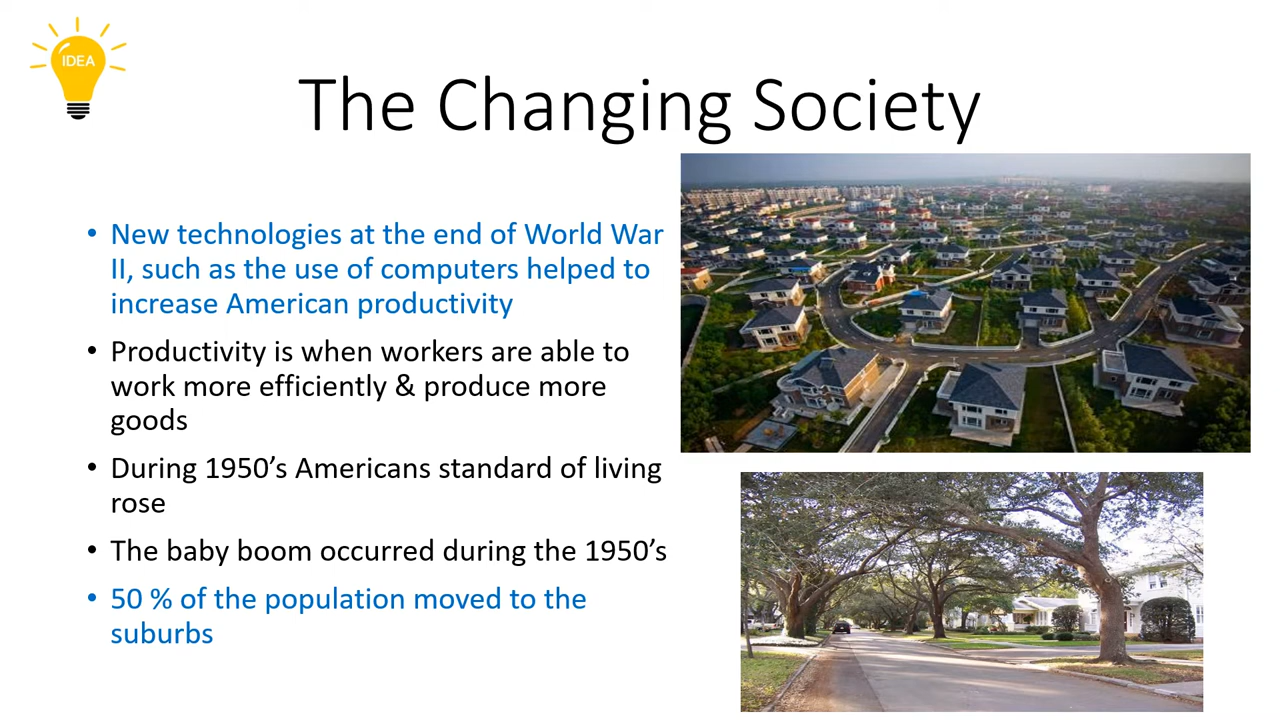 IDEA
The Changing Society
• New technologies at the end of World War
II, such as the use of computers helped to
increase American productivity
• Productivity is when workers are able to
work more efficiently & produce more
goods
• During 1950’s Americans standard of living
rose
• The baby boom occurred during the 1950’s
• 50 % of the population moved to the
suburbs